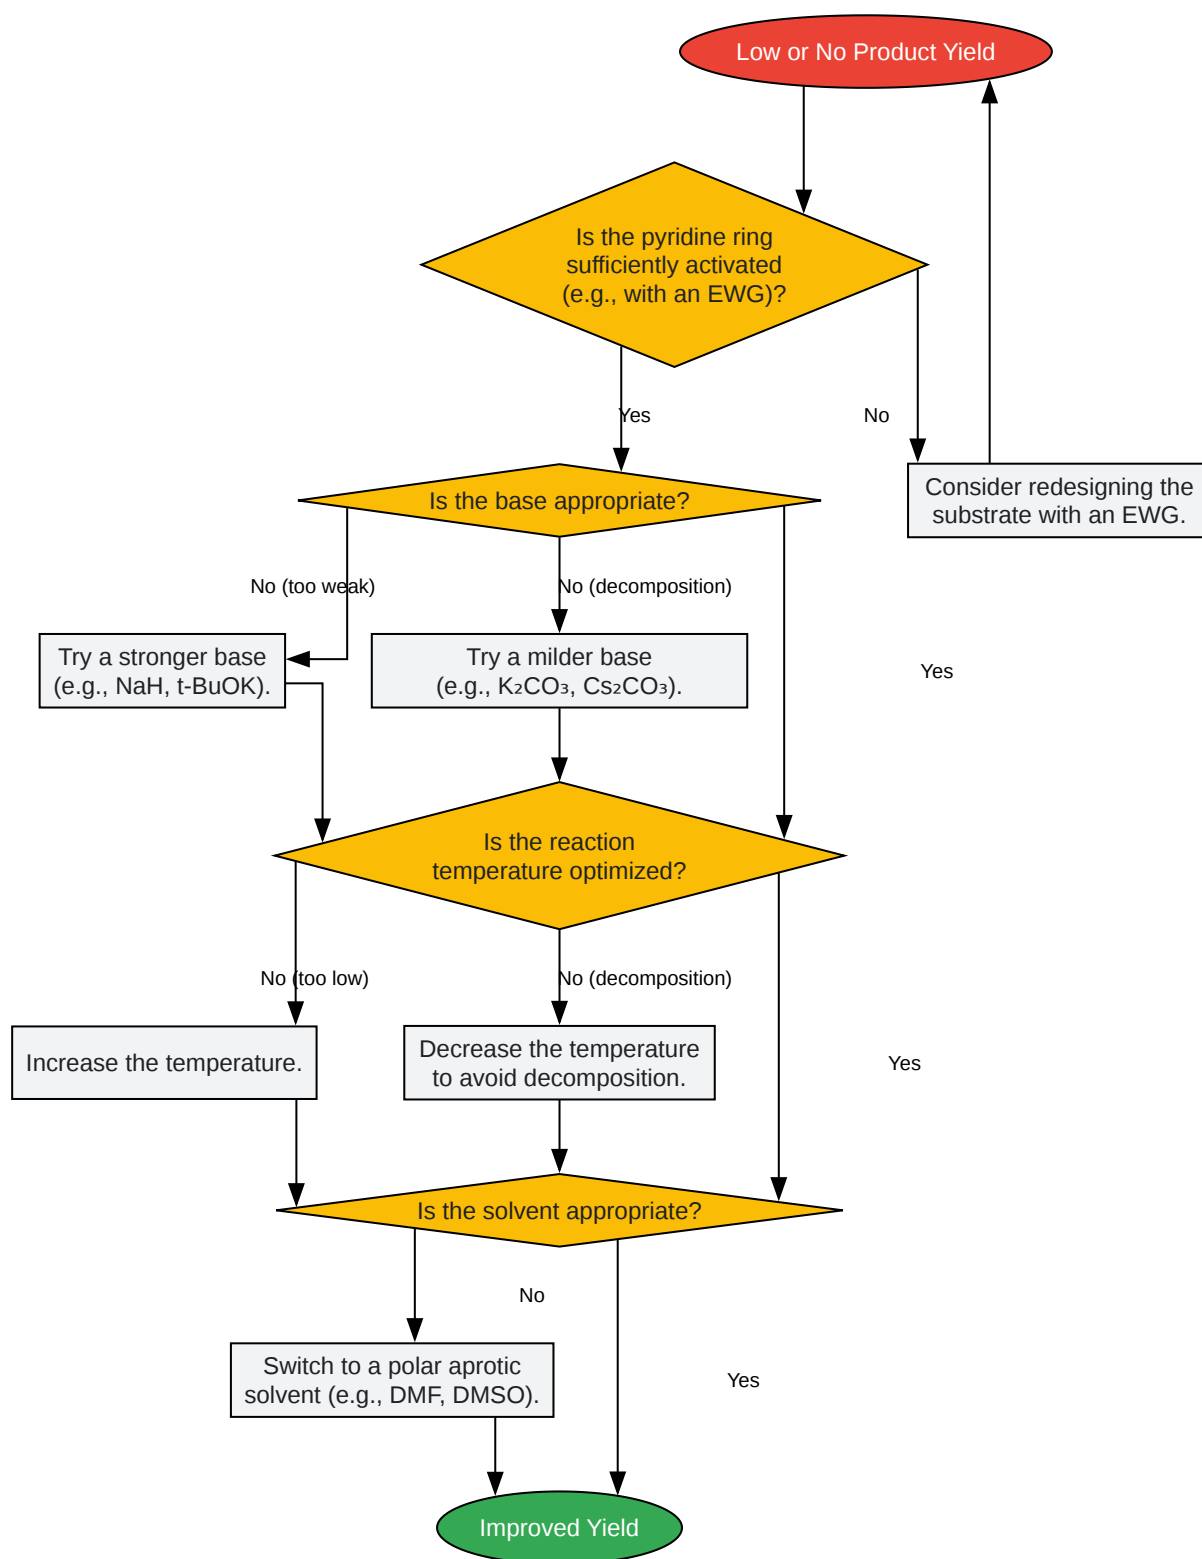 Low or No Product Yield
Is the pyridine ring
sufficiently activated
(e.g., with an EWG)?
Yes
No
Consider redesigning the
substrate with an EWG.
Is the base appropriate?
No (too weak)
No (decomposition)
Yes
Try a stronger base
(e.g., NaH, t-BuOK).
Try a milder base
(e.g., K₂CO₃, Cs₂CO₃).
Is the reaction
temperature optimized?
No (too low)
No (decomposition)
Yes
Increase the temperature.
Decrease the temperature
to avoid decomposition.
Is the solvent appropriate?
No
Yes
Switch to a polar aprotic
solvent (e.g., DMF, DMSO).
Improved Yield